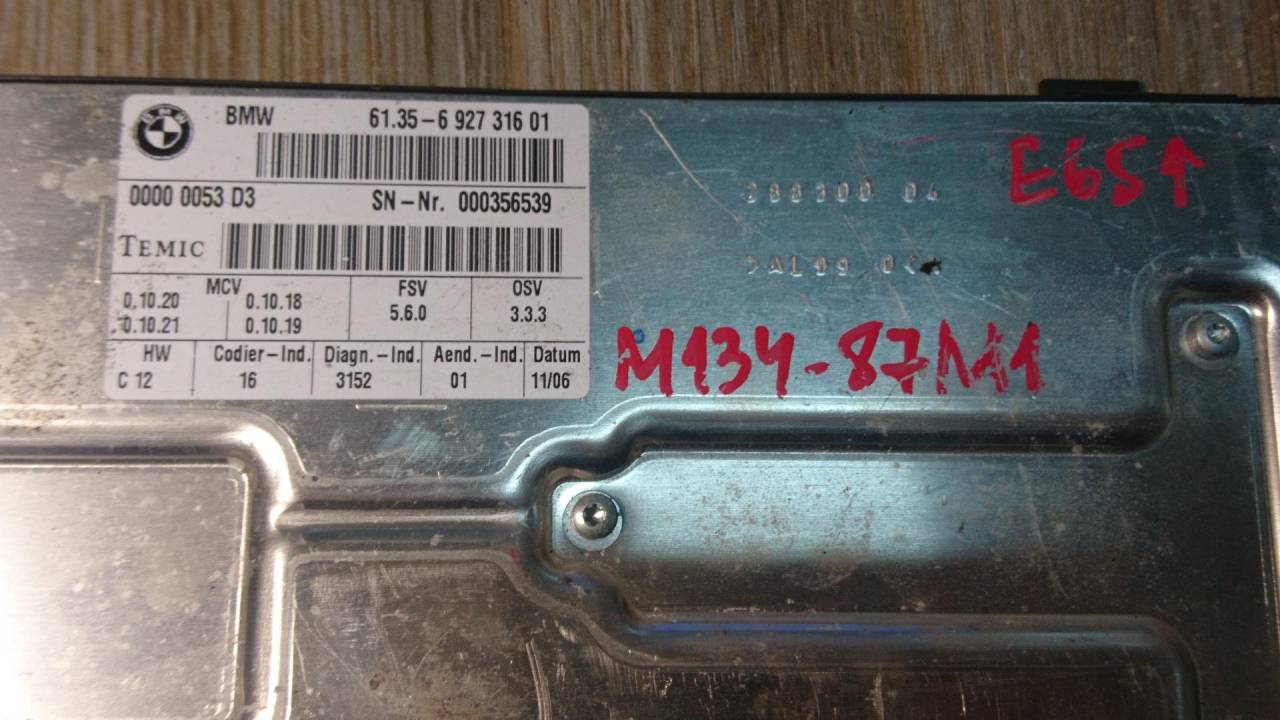 BMW 61.35-6 927 316 01
0000 0053 D3 SN-Nr. 000356539
TEMIC
MCV FSV OSV
0.10.20 0.10.18 5.6.0 3.3.3
0.10.21 0.10.19
HW Codier-Ind. Diagn.-Ind. Aend.-Ind. Datum
C 12 16 3152 01 11/06
E65↑
M134-87M1